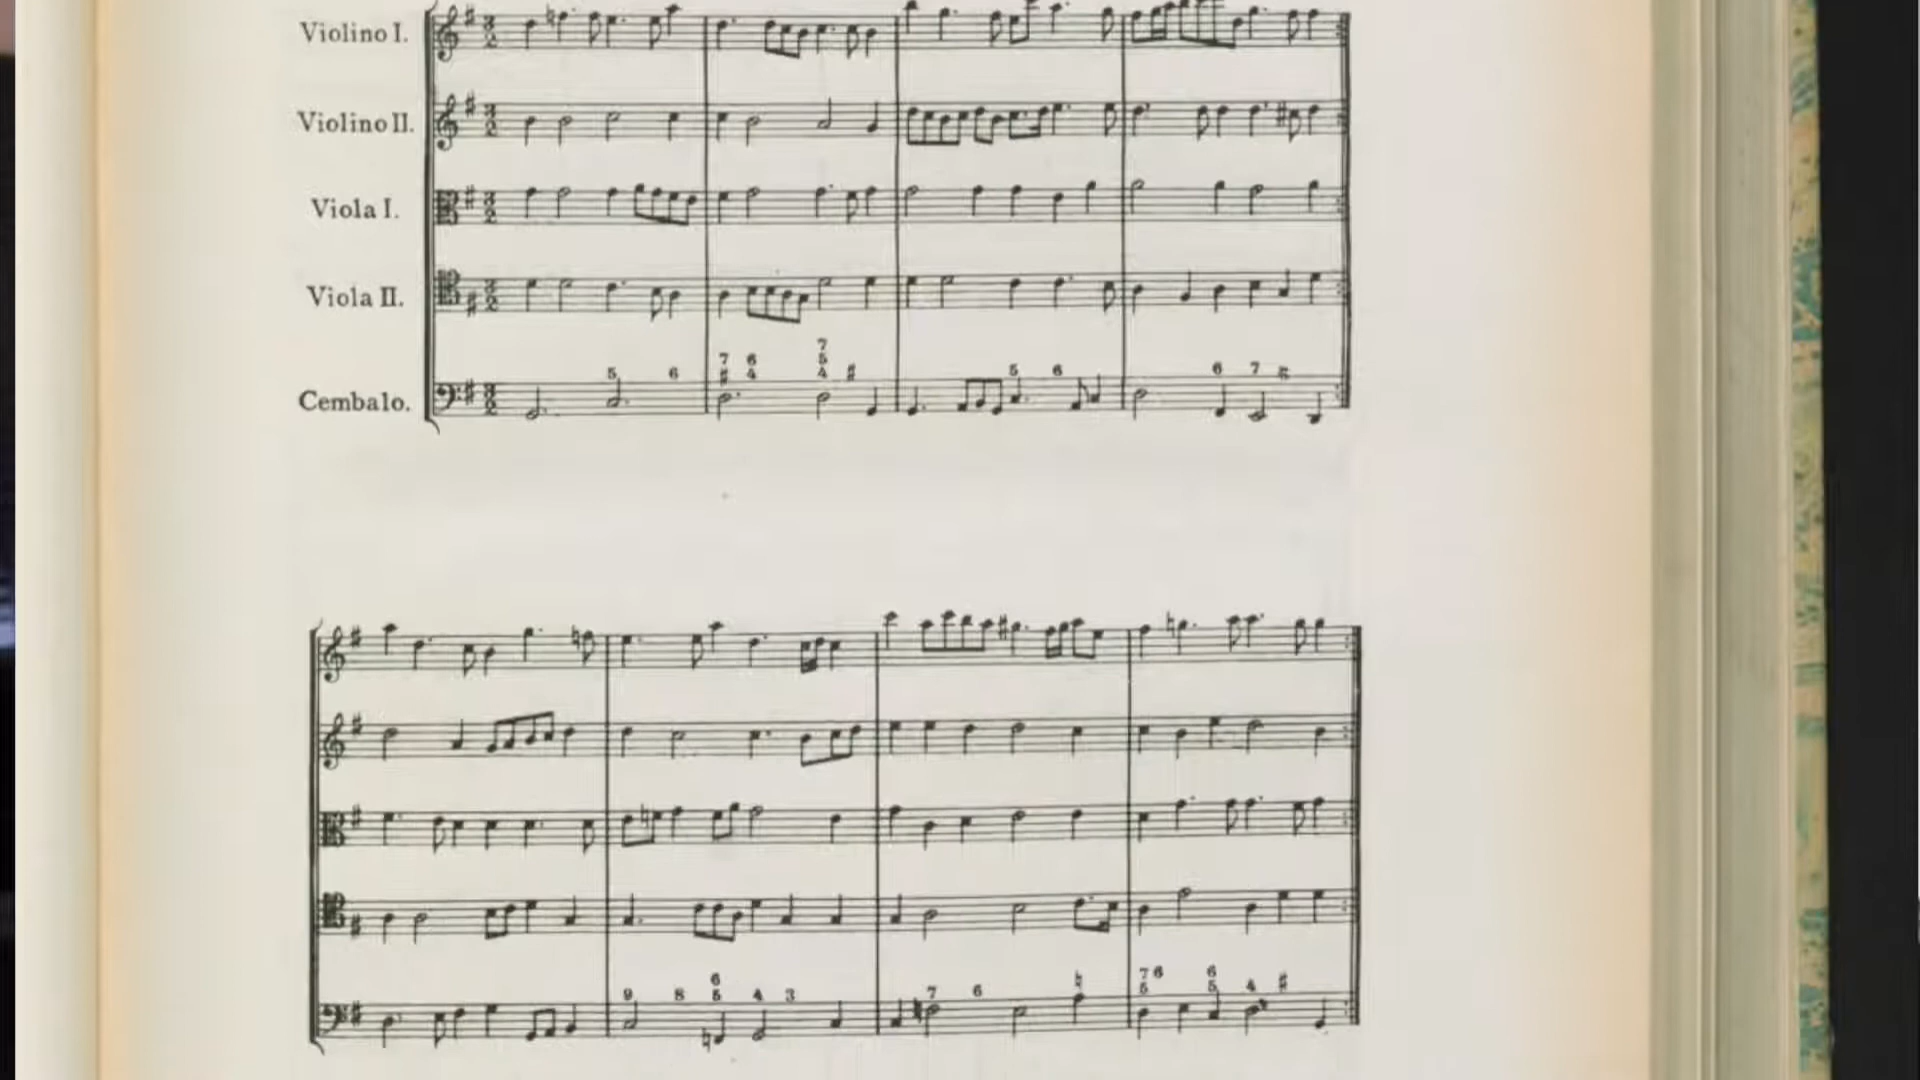 Violino I.
Violino II.
Viola I.
Viola II.
Cembalo.